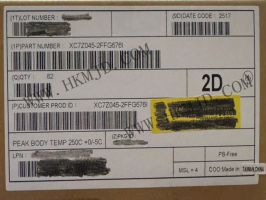 (1T)LOT NUMBER :
(9D)DATE CODE : 2517
(1P)PART NUMBER XC7Z045-2FFG676I
(Q)QTY : 62
2D
(P)CUSTOMER PROD ID : XC7Z045-2FFG676I
PEAK BODY TEMP 250C +0/-5C
LPN :
PB-Free
MSL = 4
COO:Made in TAIWAN,CHINA
WWW.HKMJD.COM